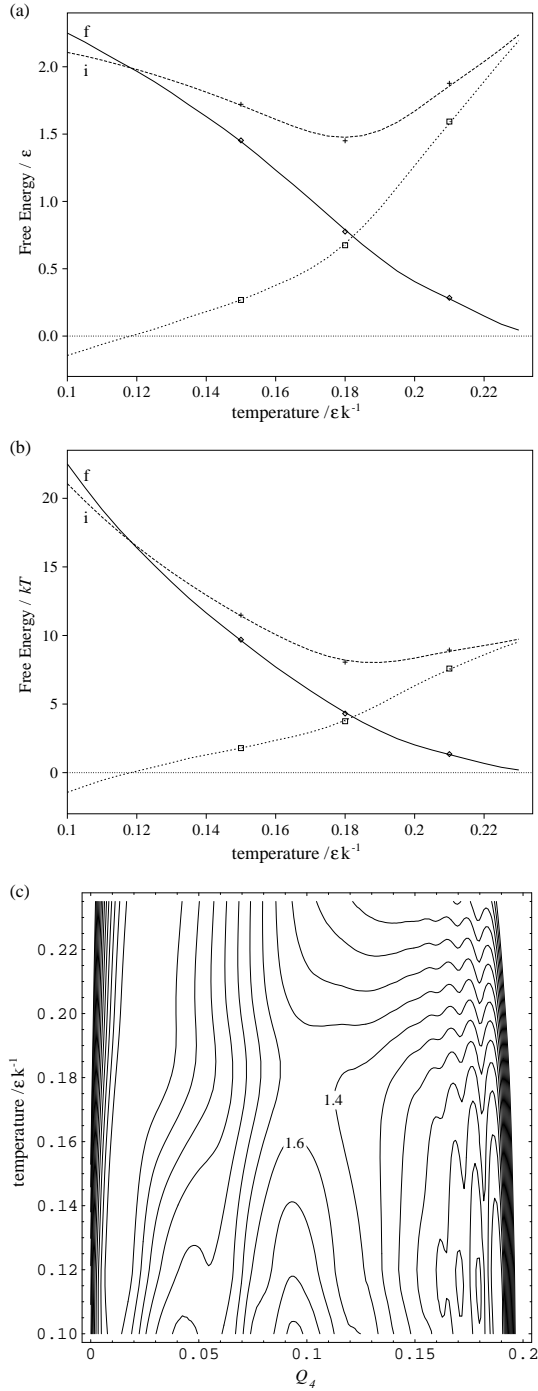 (a)
f
i
2.0
1.5
1.0
0.5
0.0
Free Energy / ε
0.1 0.12 0.14 0.16 0.18 0.2 0.22
temperature /εk⁻¹
(b)
f
i
20
15
10
5
0
Free Energy / kT
0.1 0.12 0.14 0.16 0.18 0.2 0.22
temperature /εk⁻¹
(c)
0.22
0.20
0.18
0.16
0.14
0.12
0.10
temperature /εk⁻¹
1.4
1.6
0 0.05 0.10 0.15 0.2
Q₄